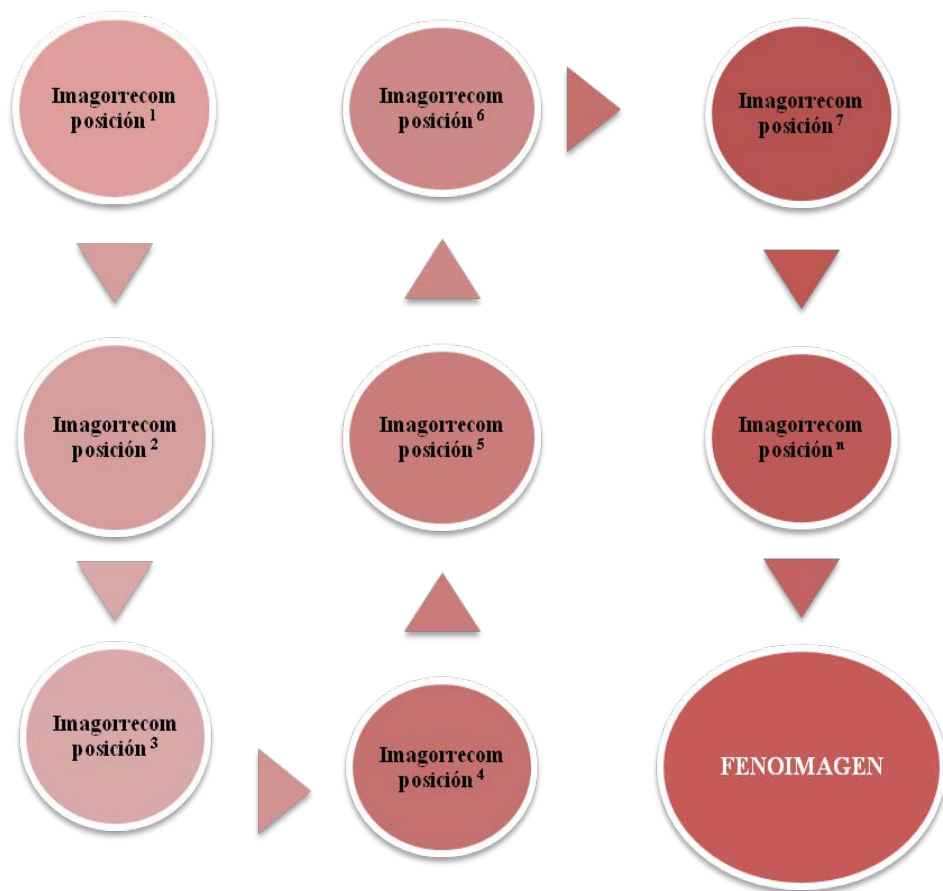 Imagorrecom
posición 1
Imagorrecom
posición 2
Imagorrecom
posición 3
Imagorrecom
posición 4
Imagorrecom
posición 5
Imagorrecom
posición 6
Imagorrecom
posición 7
Imagorrecom
posición n
FENOIMAGEN